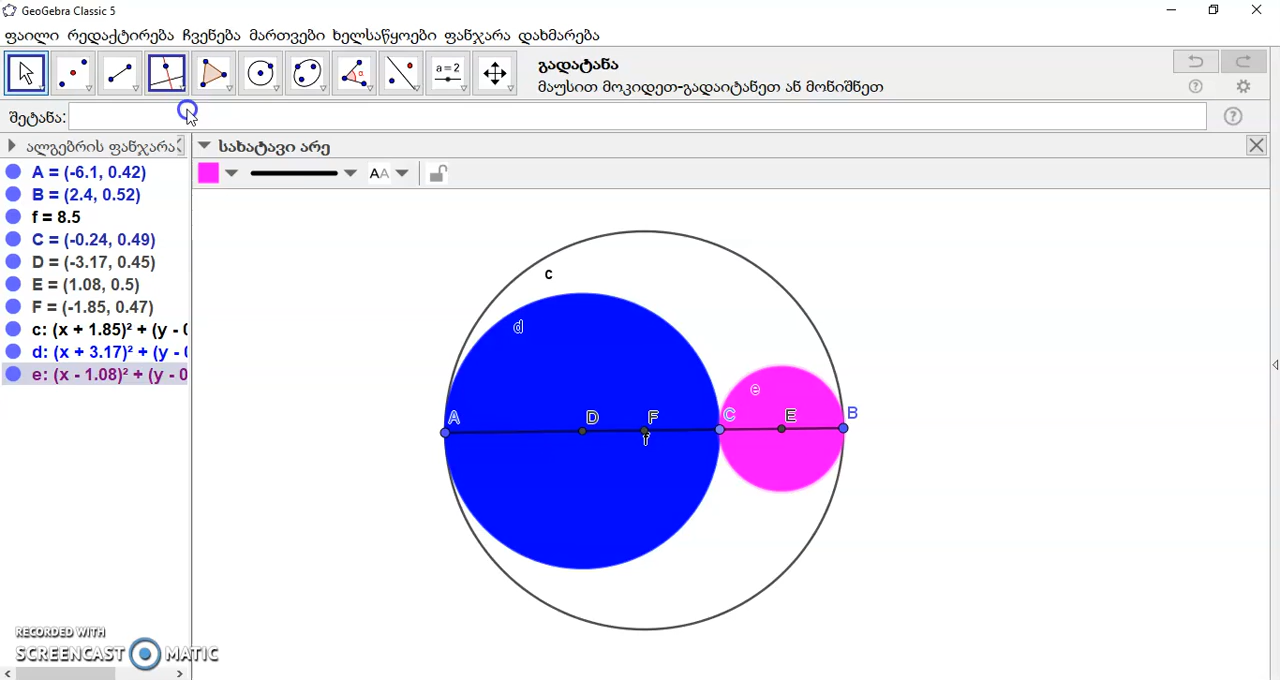 GeoGebra Classic 5
ფაილი რედაქტირება ჩვენება მართვები ხელსაწყოები ფანჯარა დახმარება
a = 2
გადატანა
მაუსით მოკიდეთ-გადაიტანეთ ან მონიშნეთ
შეტანა:
ალგებრის ფანჯარა
სახატავი არე
AA
A = (-6.1, 0.42)
B = (2.4, 0.52)
f = 8.5
C = (-0.24, 0.49)
D = (-3.17, 0.45)
E = (1.08, 0.5)
F = (-1.85, 0.47)
c: (x + 1.85)² + (y - 0
d: (x + 3.17)² + (y - 0
e: (x - 1.08)² + (y - 0
c
d
e
A
D
F
C
E
B
f
RECORDED WITH
SCREENCAST MATIC